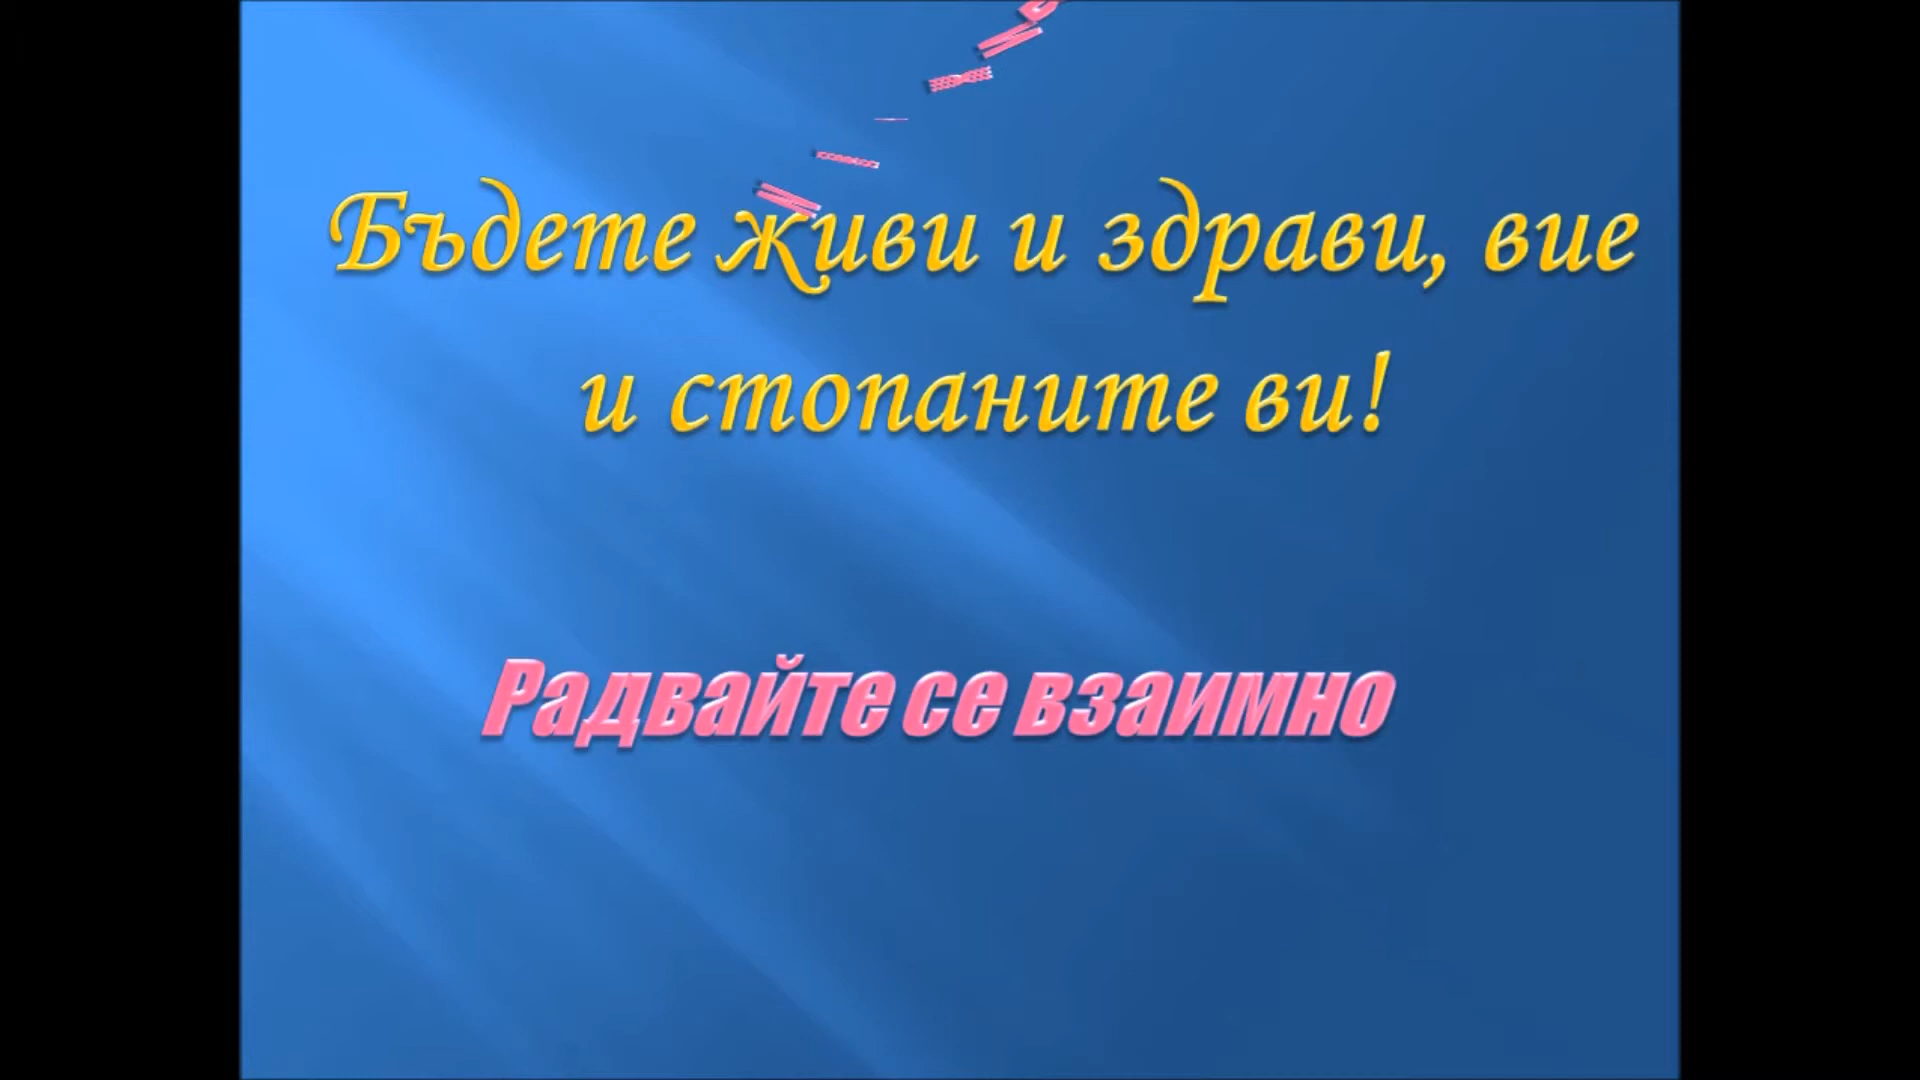 Бъдете живи и здрави, вие
и стопаните ви!
Радвайте се взаимно